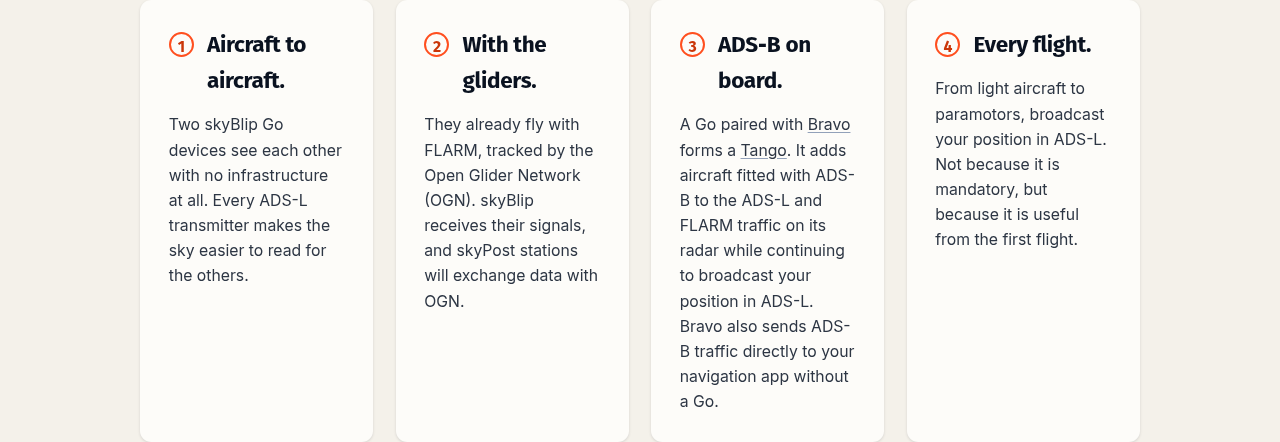 1 Aircraft to
aircraft.
Two skyBlip Go
devices see each other
with no infrastructure
at all. Every ADS-L
transmitter makes the
sky easier to read for
the others.
2 With the
gliders.
They already fly with
FLARM, tracked by the
Open Glider Network
(OGN). skyBlip
receives their signals,
and skyPost stations
will exchange data with
OGN.
3 ADS-B on
board.
A Go paired with Bravo
forms a Tango. It adds
aircraft fitted with ADS-
B to the ADS-L and
FLARM traffic on its
radar while continuing
to broadcast your
position in ADS-L.
Bravo also sends ADS-
B traffic directly to your
navigation app without
a Go.
4 Every flight.
From light aircraft to
paramotors, broadcast
your position in ADS-L.
Not because it is
mandatory, but
because it is useful
from the first flight.